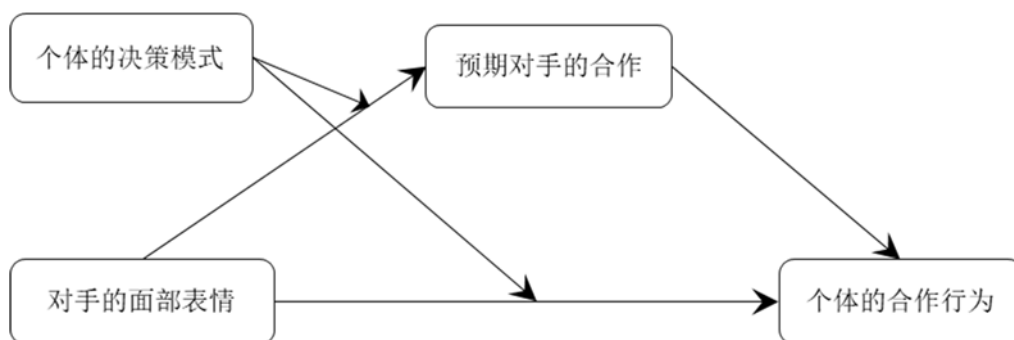 个体的决策模式
预期对手的合作
对手的面部表情
个体的合作行为